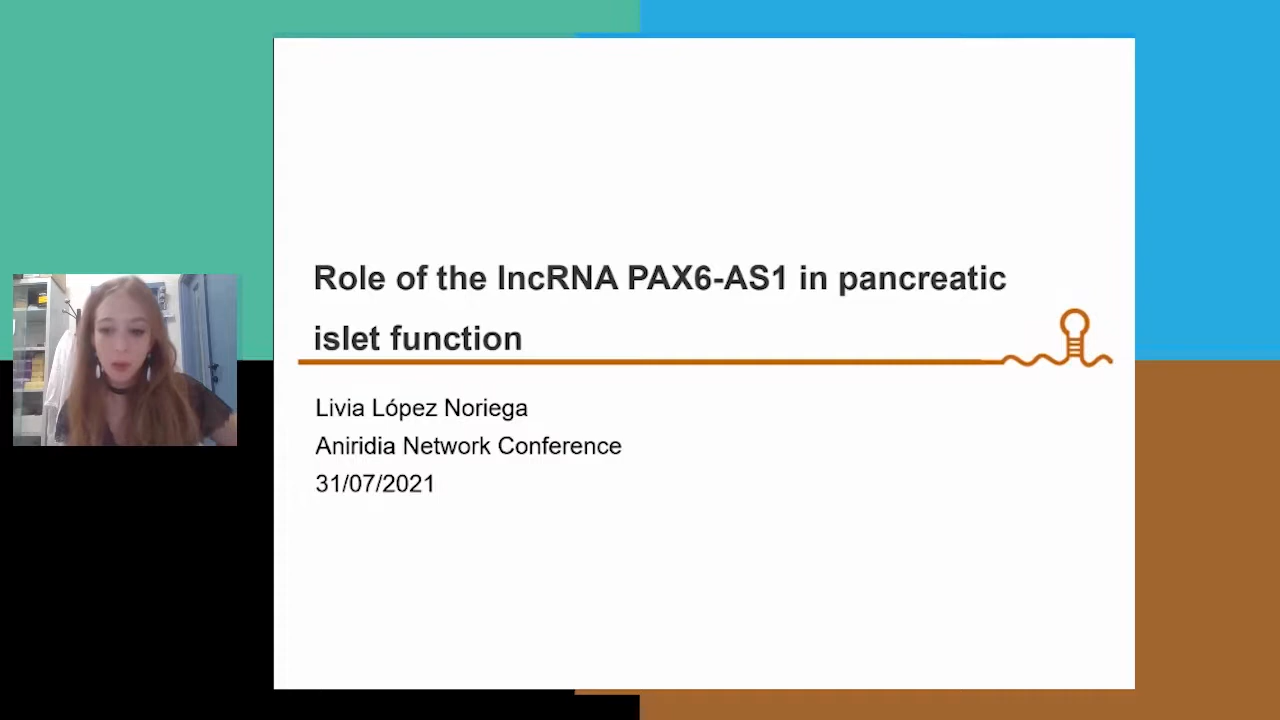 Role of the lncRNA PAX6-AS1 in pancreatic
islet function
Livia López Noriega
Aniridia Network Conference
31/07/2021